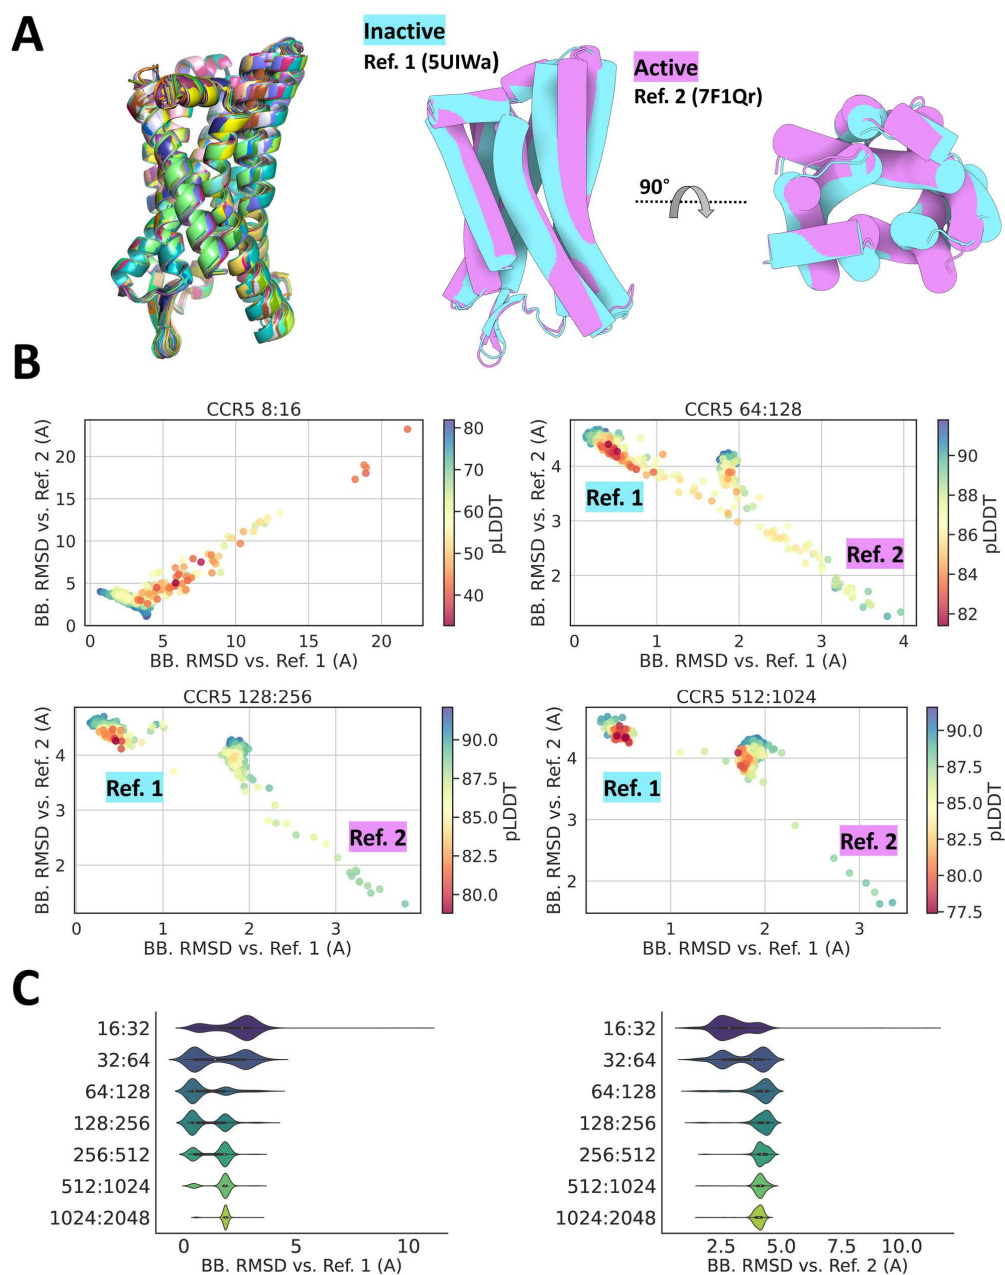 A
Inactive
Ref. 1 (5UIWa)
Active
Ref. 2 (7F1Qr)
90°
B
CCR5 8:16
BB. RMSD vs. Ref. 2 (A)
20
15
10
5
0
0
5
10
15
20
BB. RMSD vs. Ref. 1 (A)
80
70
60
50
40
pLDDT
CCR5 64:128
BB. RMSD vs. Ref. 2 (A)
4
3
2
Ref. 1
Ref. 2
0
1
2
3
4
BB. RMSD vs. Ref. 1 (A)
90
88
86
84
82
pLDDT
CCR5 128:256
BB. RMSD vs. Ref. 2 (A)
4
3
2
Ref. 1
Ref. 2
0
1
2
3
BB. RMSD vs. Ref. 1 (A)
90.0
87.5
85.0
82.5
80.0
pLDDT
CCR5 512:1024
BB. RMSD vs. Ref. 2 (A)
4
3
2
Ref. 1
Ref. 2
1
2
3
BB. RMSD vs. Ref. 1 (A)
90.0
87.5
85.0
82.5
80.0
77.5
pLDDT
C
16:32
32:64
64:128
128:256
256:512
512:1024
1024:2048
0
5
10
BB. RMSD vs. Ref. 1 (A)
16:32
32:64
64:128
128:256
256:512
512:1024
1024:2048
2.5
5.0
7.5
10.0
BB. RMSD vs. Ref. 2 (A)